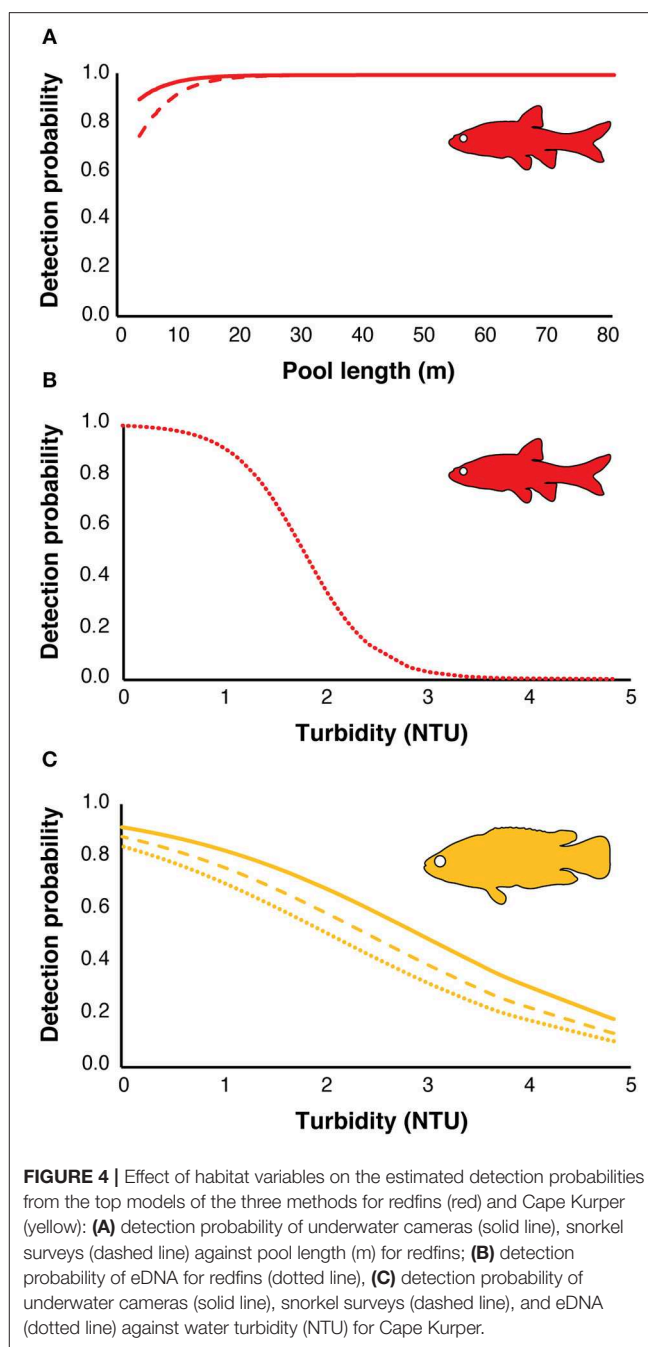 A
Detection probability
1.0
0.8
0.6
0.4
0.2
0.0
0 10 20 30 40 50 60 70 80
Pool length (m)
B
Detection probability
1.0
0.8
0.6
0.4
0.2
0.0
0 1 2 3 4 5
Turbidity (NTU)
C
Detection probability
1.0
0.8
0.6
0.4
0.2
0.0
0 1 2 3 4 5
Turbidity (NTU)
FIGURE 4 | Effect of habitat variables on the estimated detection probabilities
from the top models of the three methods for redfins (red) and Cape Kurper
(yellow): (A) detection probability of underwater cameras (solid line), snorkel
surveys (dashed line) against pool length (m) for redfins; (B) detection
probability of eDNA for redfins (dotted line), (C) detection probability of
underwater cameras (solid line), snorkel surveys (dashed line), and eDNA
(dotted line) against water turbidity (NTU) for Cape Kurper.